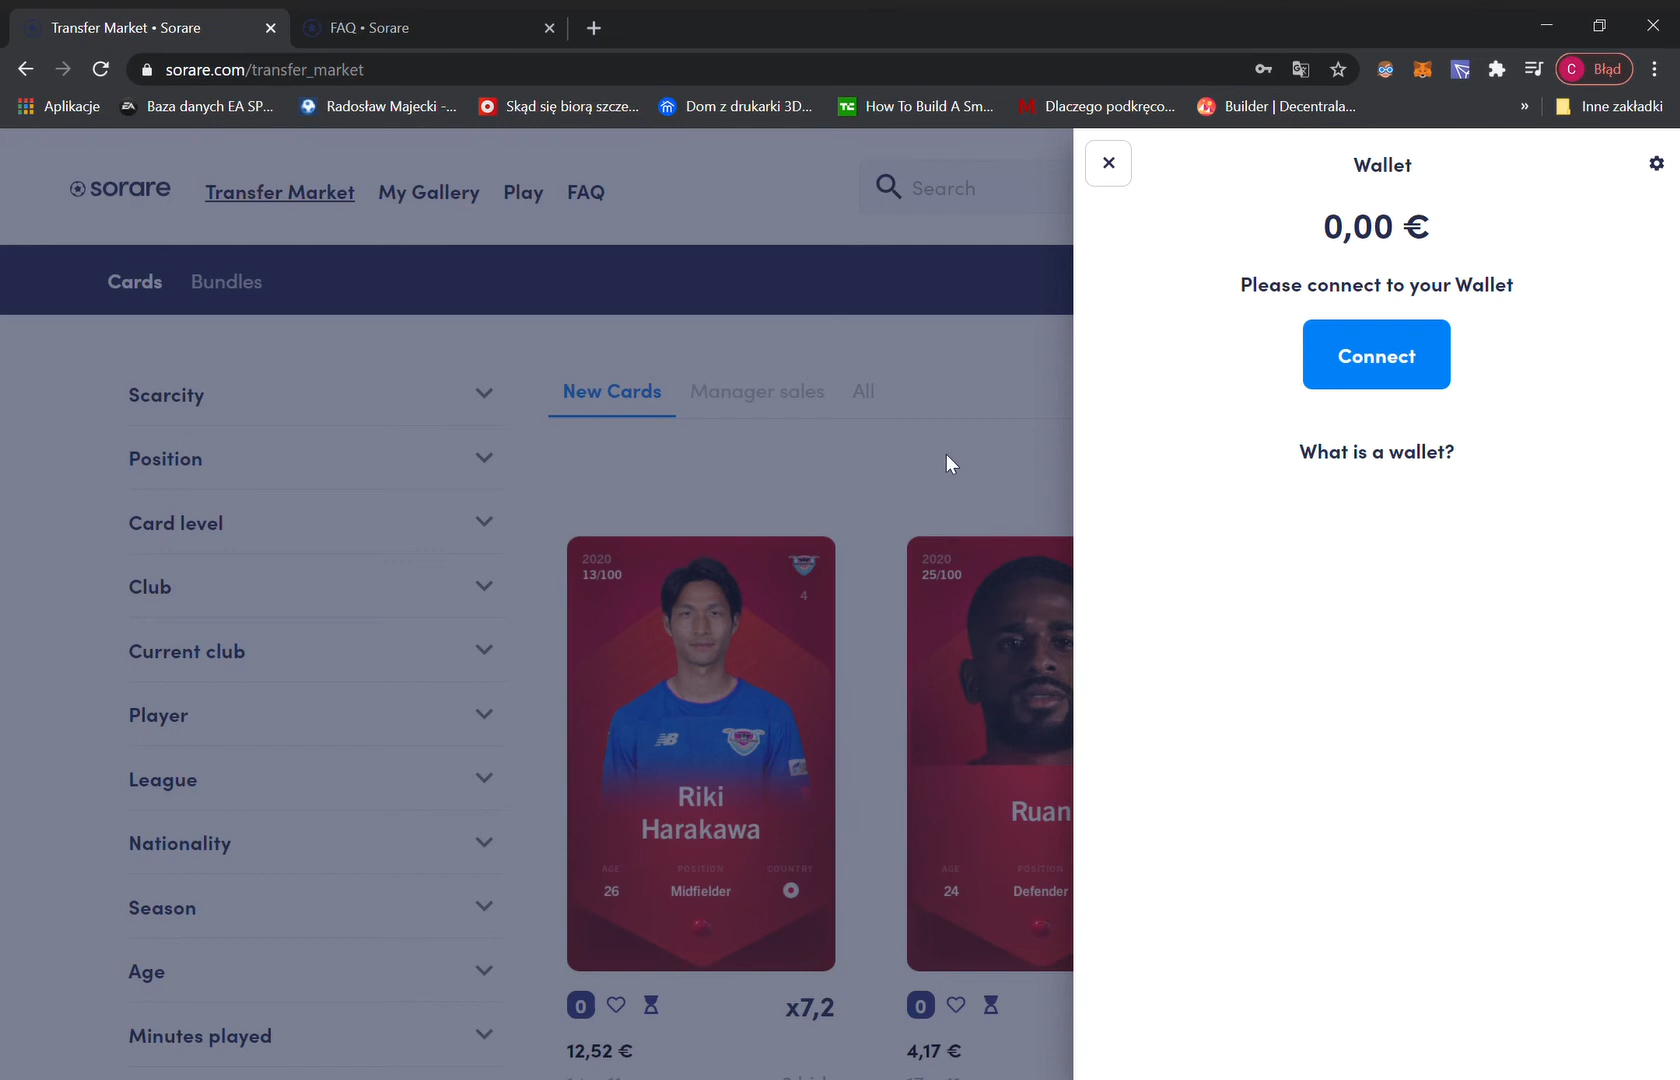 Transfer Market • Sorare
FAQ • Sorare
sorare.com/transfer_market
C Błąd
Aplikacje
Baza danych EA SP...
Radosław Majecki -...
Skąd się biorą szcze...
Dom z drukarki 3D...
How To Build A Sm...
Dlaczego podkręco...
Builder | Decentrala...
»
Inne zakładki
sorare
Transfer Market
My Gallery
Play
FAQ
Search
Wallet
0,00 €
Please connect to your Wallet
Connect
What is a wallet?
Cards
Bundles
Scarcity
Position
Card level
Club
Current club
Player
League
Nationality
Season
Age
Minutes played
New Cards
Manager sales
All
2020
13/100
4
Riki
Harakawa
AGE
POSITION
COUNTRY
26
Midfielder
0
x7,2
12,52 €
2020
25/100
Ruan
AGE
POSITION
24
Defender
0
4,17 €